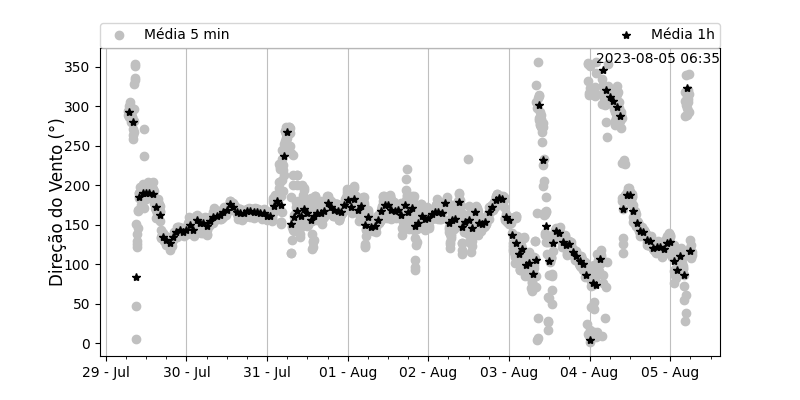 Média 5 min
Média 1h
2023-08-05 06:35
Direção do Vento (°)
350
300
250
200
150
100
50
0
29 - Jul
30 - Jul
31 - Jul
01 - Aug
02 - Aug
03 - Aug
04 - Aug
05 - Aug